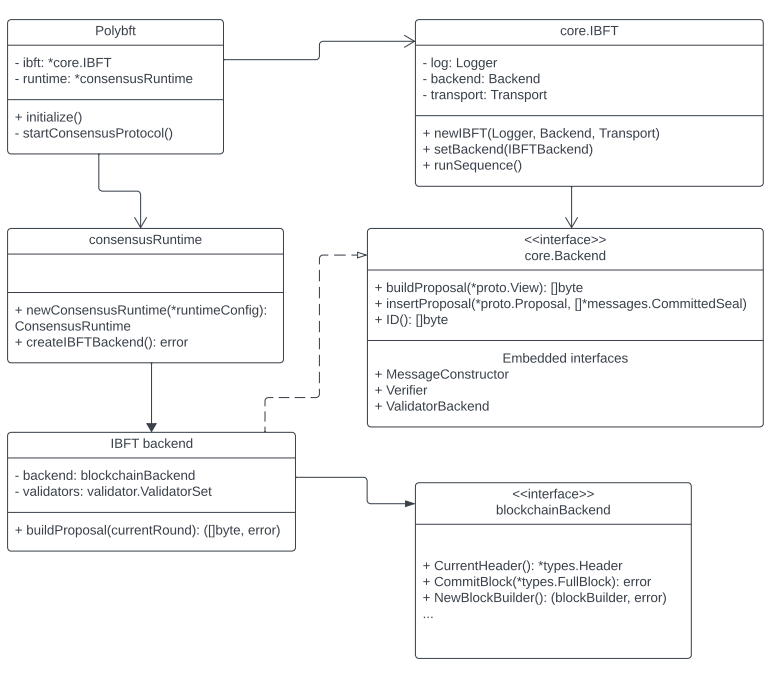 Polybft
- ibft: *core.IBFT
- runtime: *consensusRuntime
+ initialize()
- startConsensusProtocol()
core.IBFT
- log: Logger
- backend: Backend
- transport: Transport
+ newIBFT(Logger, Backend, Transport)
+ setBackend(IBFTBackend)
+ runSequence()
consensusRuntime
+ newConsensusRuntime(*runtimeConfig):
ConsensusRuntime
+ createIBFTBackend(): error
<<interface>>
core.Backend
+ buildProposal(*proto.View): []byte
+ insertProposal(*proto.Proposal, []*messages.CommittedSeal)
+ ID(): []byte
Embedded interfaces
+ MessageConstructor
+ Verifier
+ ValidatorBackend
IBFT backend
- backend: blockchainBackend
- validators: validator.ValidatorSet
+ buildProposal(currentRound): ([]byte, error)
<<interface>>
blockchainBackend
+ CurrentHeader(): *types.Header
+ CommitBlock(*types.FullBlock): error
+ NewBlockBuilder(): (blockBuilder, error)
...